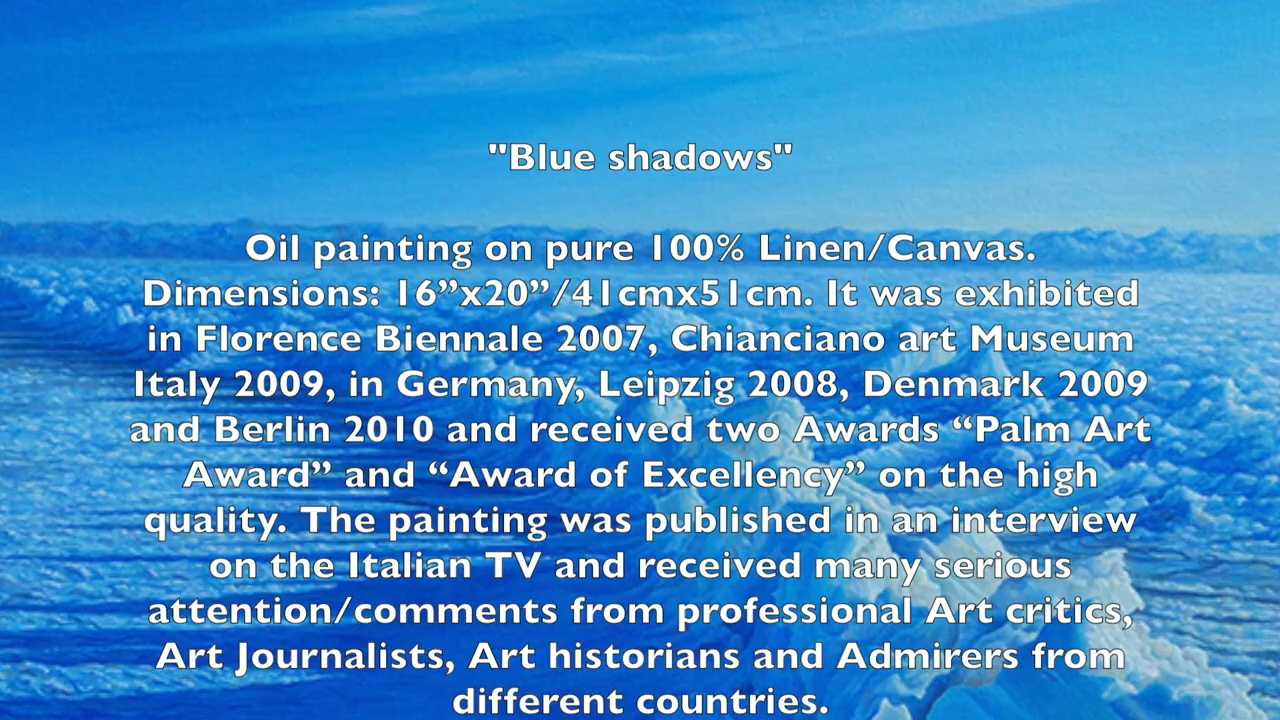 "Blue shadows"
Oil painting on pure 100% Linen/Canvas.
Dimensions: 16”x20”/41cmx51cm. It was exhibited
in Florence Biennale 2007, Chianciano art Museum
Italy 2009, in Germany, Leipzig 2008, Denmark 2009
and Berlin 2010 and received two Awards “Palm Art
Award” and “Award of Excellency” on the high
quality. The painting was published in an interview
on the Italian TV and received many serious
attention/comments from professional Art critics,
Art Journalists, Art historians and Admirers from
different countries.